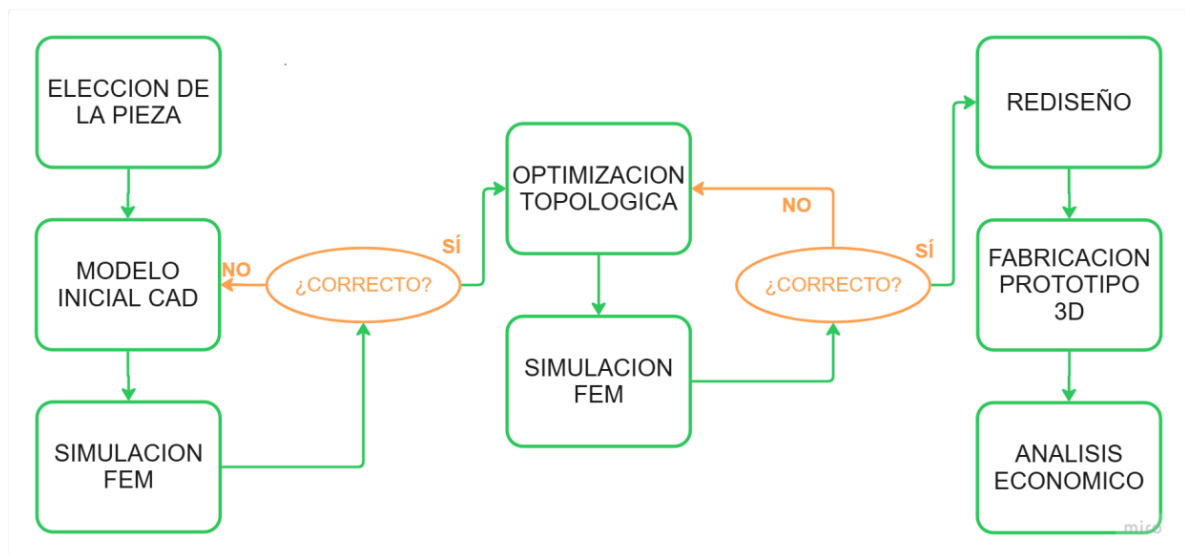 ELECCION DE
LA PIEZA
MODELO
INICIAL CAD
SIMULACION
FEM
NO
¿CORRECTO?
SÍ
OPTIMIZACION
TOPOLOGICA
SIMULACION
FEM
NO
¿CORRECTO?
SÍ
REDISEÑO
FABRICACION
PROTOTIPO
3D
ANALISIS
ECONOMICO
miro